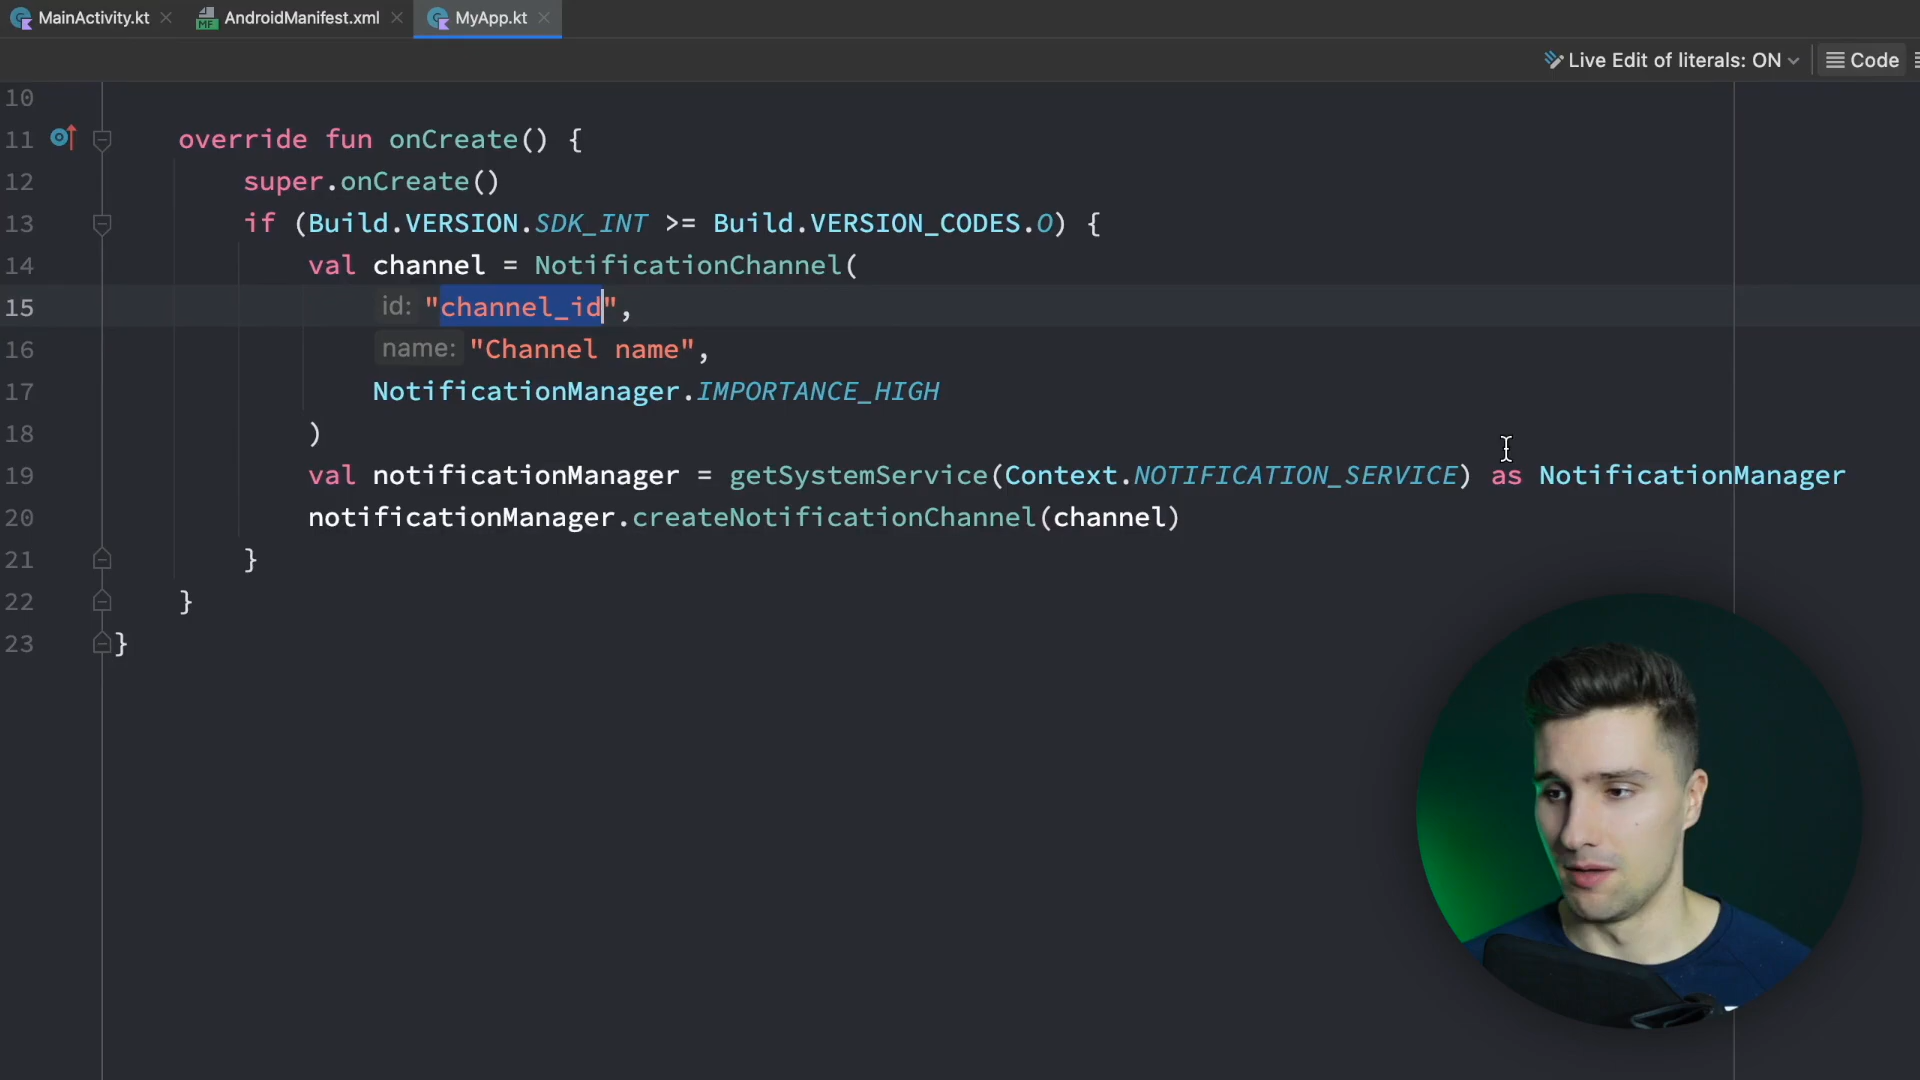 MainActivity.kt AndroidManifest.xml MyApp.kt
Live Edit of literals: ON Code
10
11 override fun onCreate() {
12 super.onCreate()
13 if (Build.VERSION.SDK_INT >= Build.VERSION_CODES.O) {
14 val channel = NotificationChannel(
15 id: "channel_id",
16 name: "Channel name",
17 NotificationManager.IMPORTANCE_HIGH
18 )
19 val notificationManager = getSystemService(Context.NOTIFICATION_SERVICE) as NotificationManager
20 notificationManager.createNotificationChannel(channel)
21 }
22 }
23 }